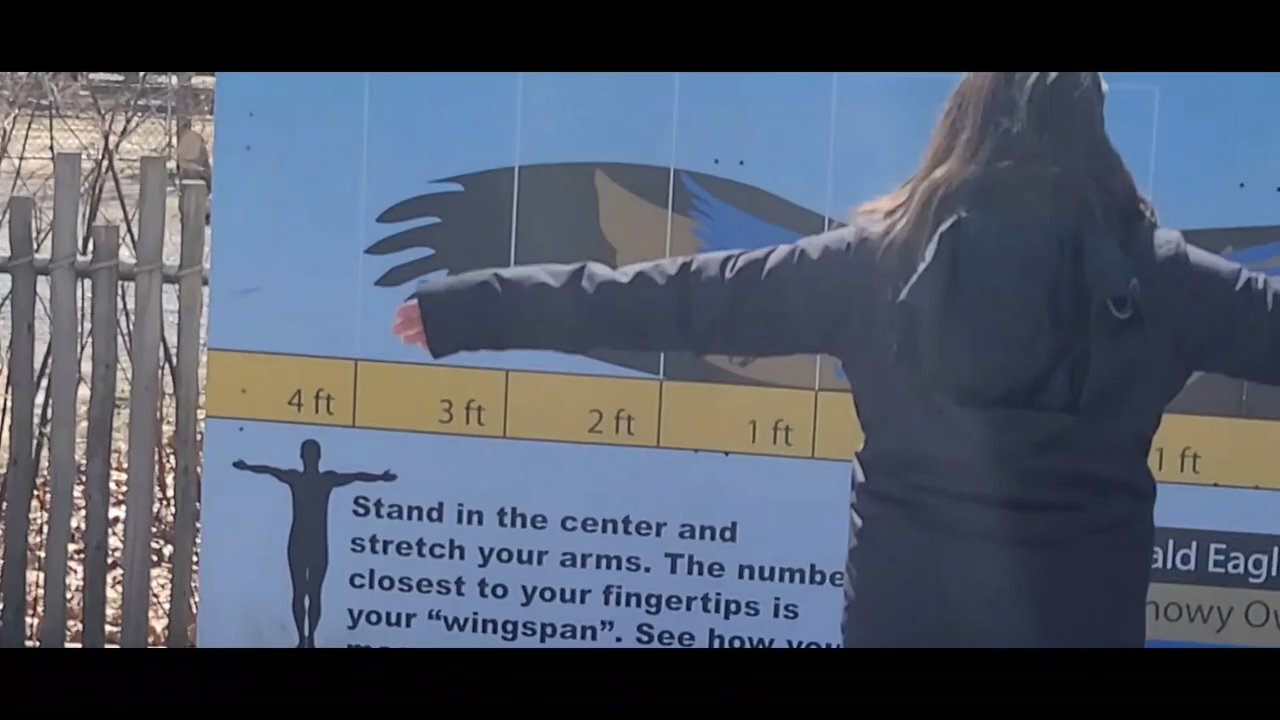 4 ft 3 ft 2 ft 1 ft 1 ft
Stand in the center and
stretch your arms. The numbe
closest to your fingertips is
your “wingspan”. See how you
ald Eagl
nowy Ow